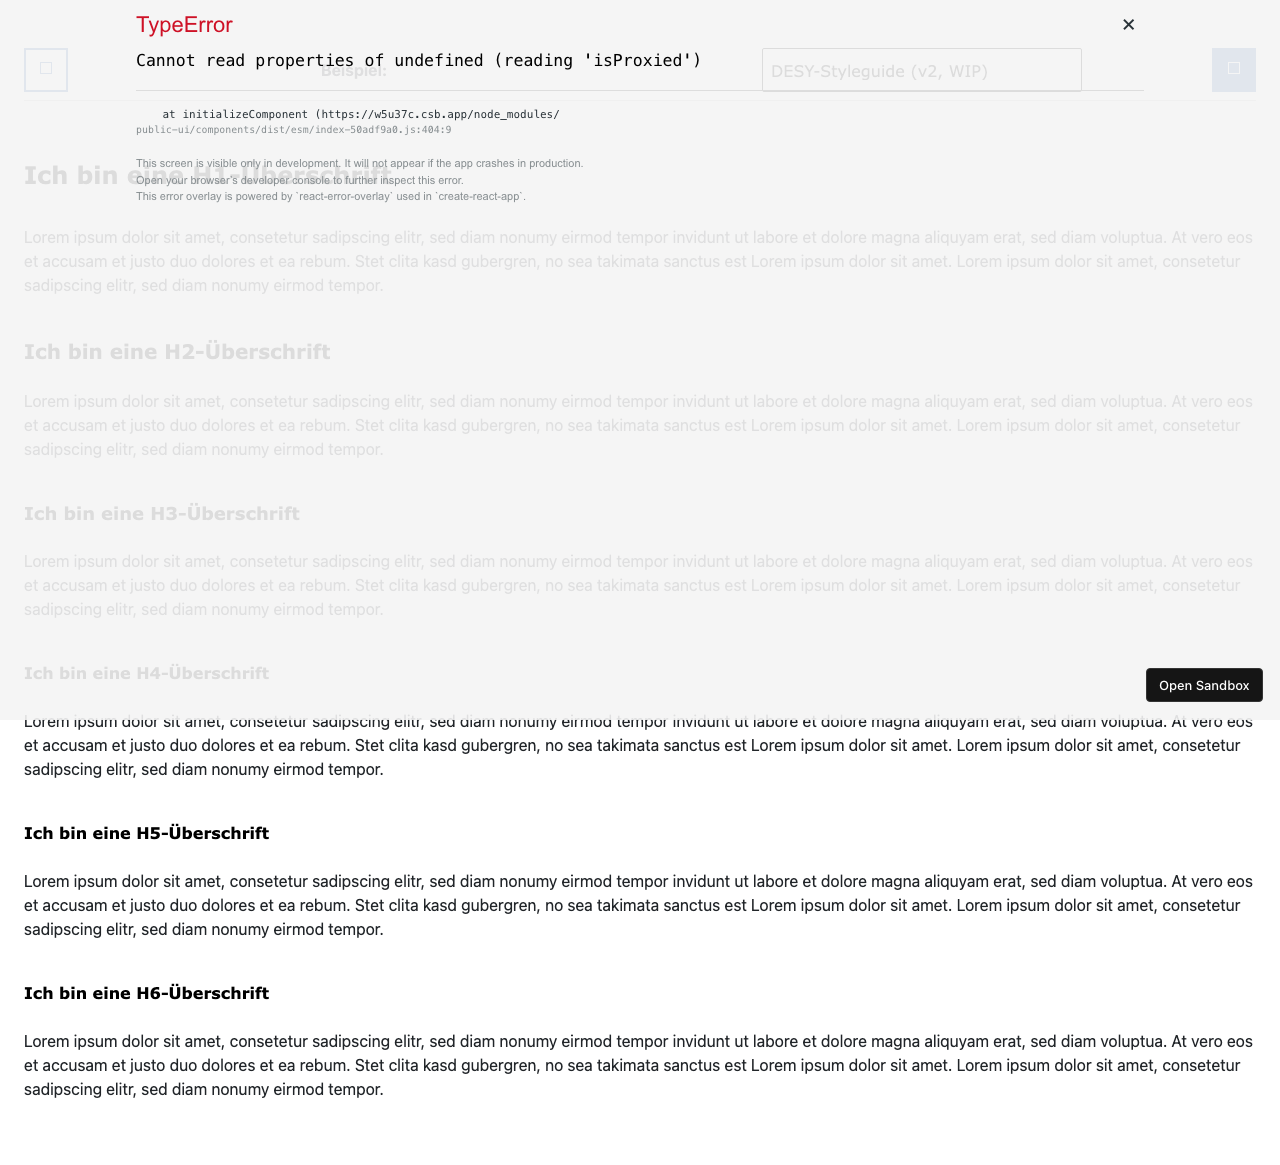 TypeError
✕
Cannot read properties of undefined (reading 'isProxied')
Beispiel:
DESY-Styleguide (v2, WIP)
at initializeComponent (https://w5u37c.csb.app/node_modules/
public-ui/components/dist/esm/index-50adf9a0.js:404:9
This screen is visible only in development. It will not appear if the app crashes in production.
Ich bin eine H1-Überschrift
Open your browser's developer console to further inspect this error.
This error overlay is powered by `react-error-overlay` used in `create-react-app`.
Lorem ipsum dolor sit amet, consetetur sadipscing elitr, sed diam nonumy eirmod tempor invidunt ut labore et dolore magna aliquyam erat, sed diam voluptua. At vero eos
et accusam et justo duo dolores et ea rebum. Stet clita kasd gubergren, no sea takimata sanctus est Lorem ipsum dolor sit amet. Lorem ipsum dolor sit amet, consetetur
sadipscing elitr, sed diam nonumy eirmod tempor.
Ich bin eine H2-Überschrift
Lorem ipsum dolor sit amet, consetetur sadipscing elitr, sed diam nonumy eirmod tempor invidunt ut labore et dolore magna aliquyam erat, sed diam voluptua. At vero eos
et accusam et justo duo dolores et ea rebum. Stet clita kasd gubergren, no sea takimata sanctus est Lorem ipsum dolor sit amet. Lorem ipsum dolor sit amet, consetetur
sadipscing elitr, sed diam nonumy eirmod tempor.
Ich bin eine H3-Überschrift
Lorem ipsum dolor sit amet, consetetur sadipscing elitr, sed diam nonumy eirmod tempor invidunt ut labore et dolore magna aliquyam erat, sed diam voluptua. At vero eos
et accusam et justo duo dolores et ea rebum. Stet clita kasd gubergren, no sea takimata sanctus est Lorem ipsum dolor sit amet. Lorem ipsum dolor sit amet, consetetur
sadipscing elitr, sed diam nonumy eirmod tempor.
Ich bin eine H4-Überschrift
Open Sandbox
Lorem ipsum dolor sit amet, consetetur sadipscing elitr, sed diam nonumy eirmod tempor invidunt ut labore et dolore magna aliquyam erat, sed diam voluptua. At vero eos
et accusam et justo duo dolores et ea rebum. Stet clita kasd gubergren, no sea takimata sanctus est Lorem ipsum dolor sit amet. Lorem ipsum dolor sit amet, consetetur
sadipscing elitr, sed diam nonumy eirmod tempor.
Ich bin eine H5-Überschrift
Lorem ipsum dolor sit amet, consetetur sadipscing elitr, sed diam nonumy eirmod tempor invidunt ut labore et dolore magna aliquyam erat, sed diam voluptua. At vero eos
et accusam et justo duo dolores et ea rebum. Stet clita kasd gubergren, no sea takimata sanctus est Lorem ipsum dolor sit amet. Lorem ipsum dolor sit amet, consetetur
sadipscing elitr, sed diam nonumy eirmod tempor.
Ich bin eine H6-Überschrift
Lorem ipsum dolor sit amet, consetetur sadipscing elitr, sed diam nonumy eirmod tempor invidunt ut labore et dolore magna aliquyam erat, sed diam voluptua. At vero eos
et accusam et justo duo dolores et ea rebum. Stet clita kasd gubergren, no sea takimata sanctus est Lorem ipsum dolor sit amet. Lorem ipsum dolor sit amet, consetetur
sadipscing elitr, sed diam nonumy eirmod tempor.